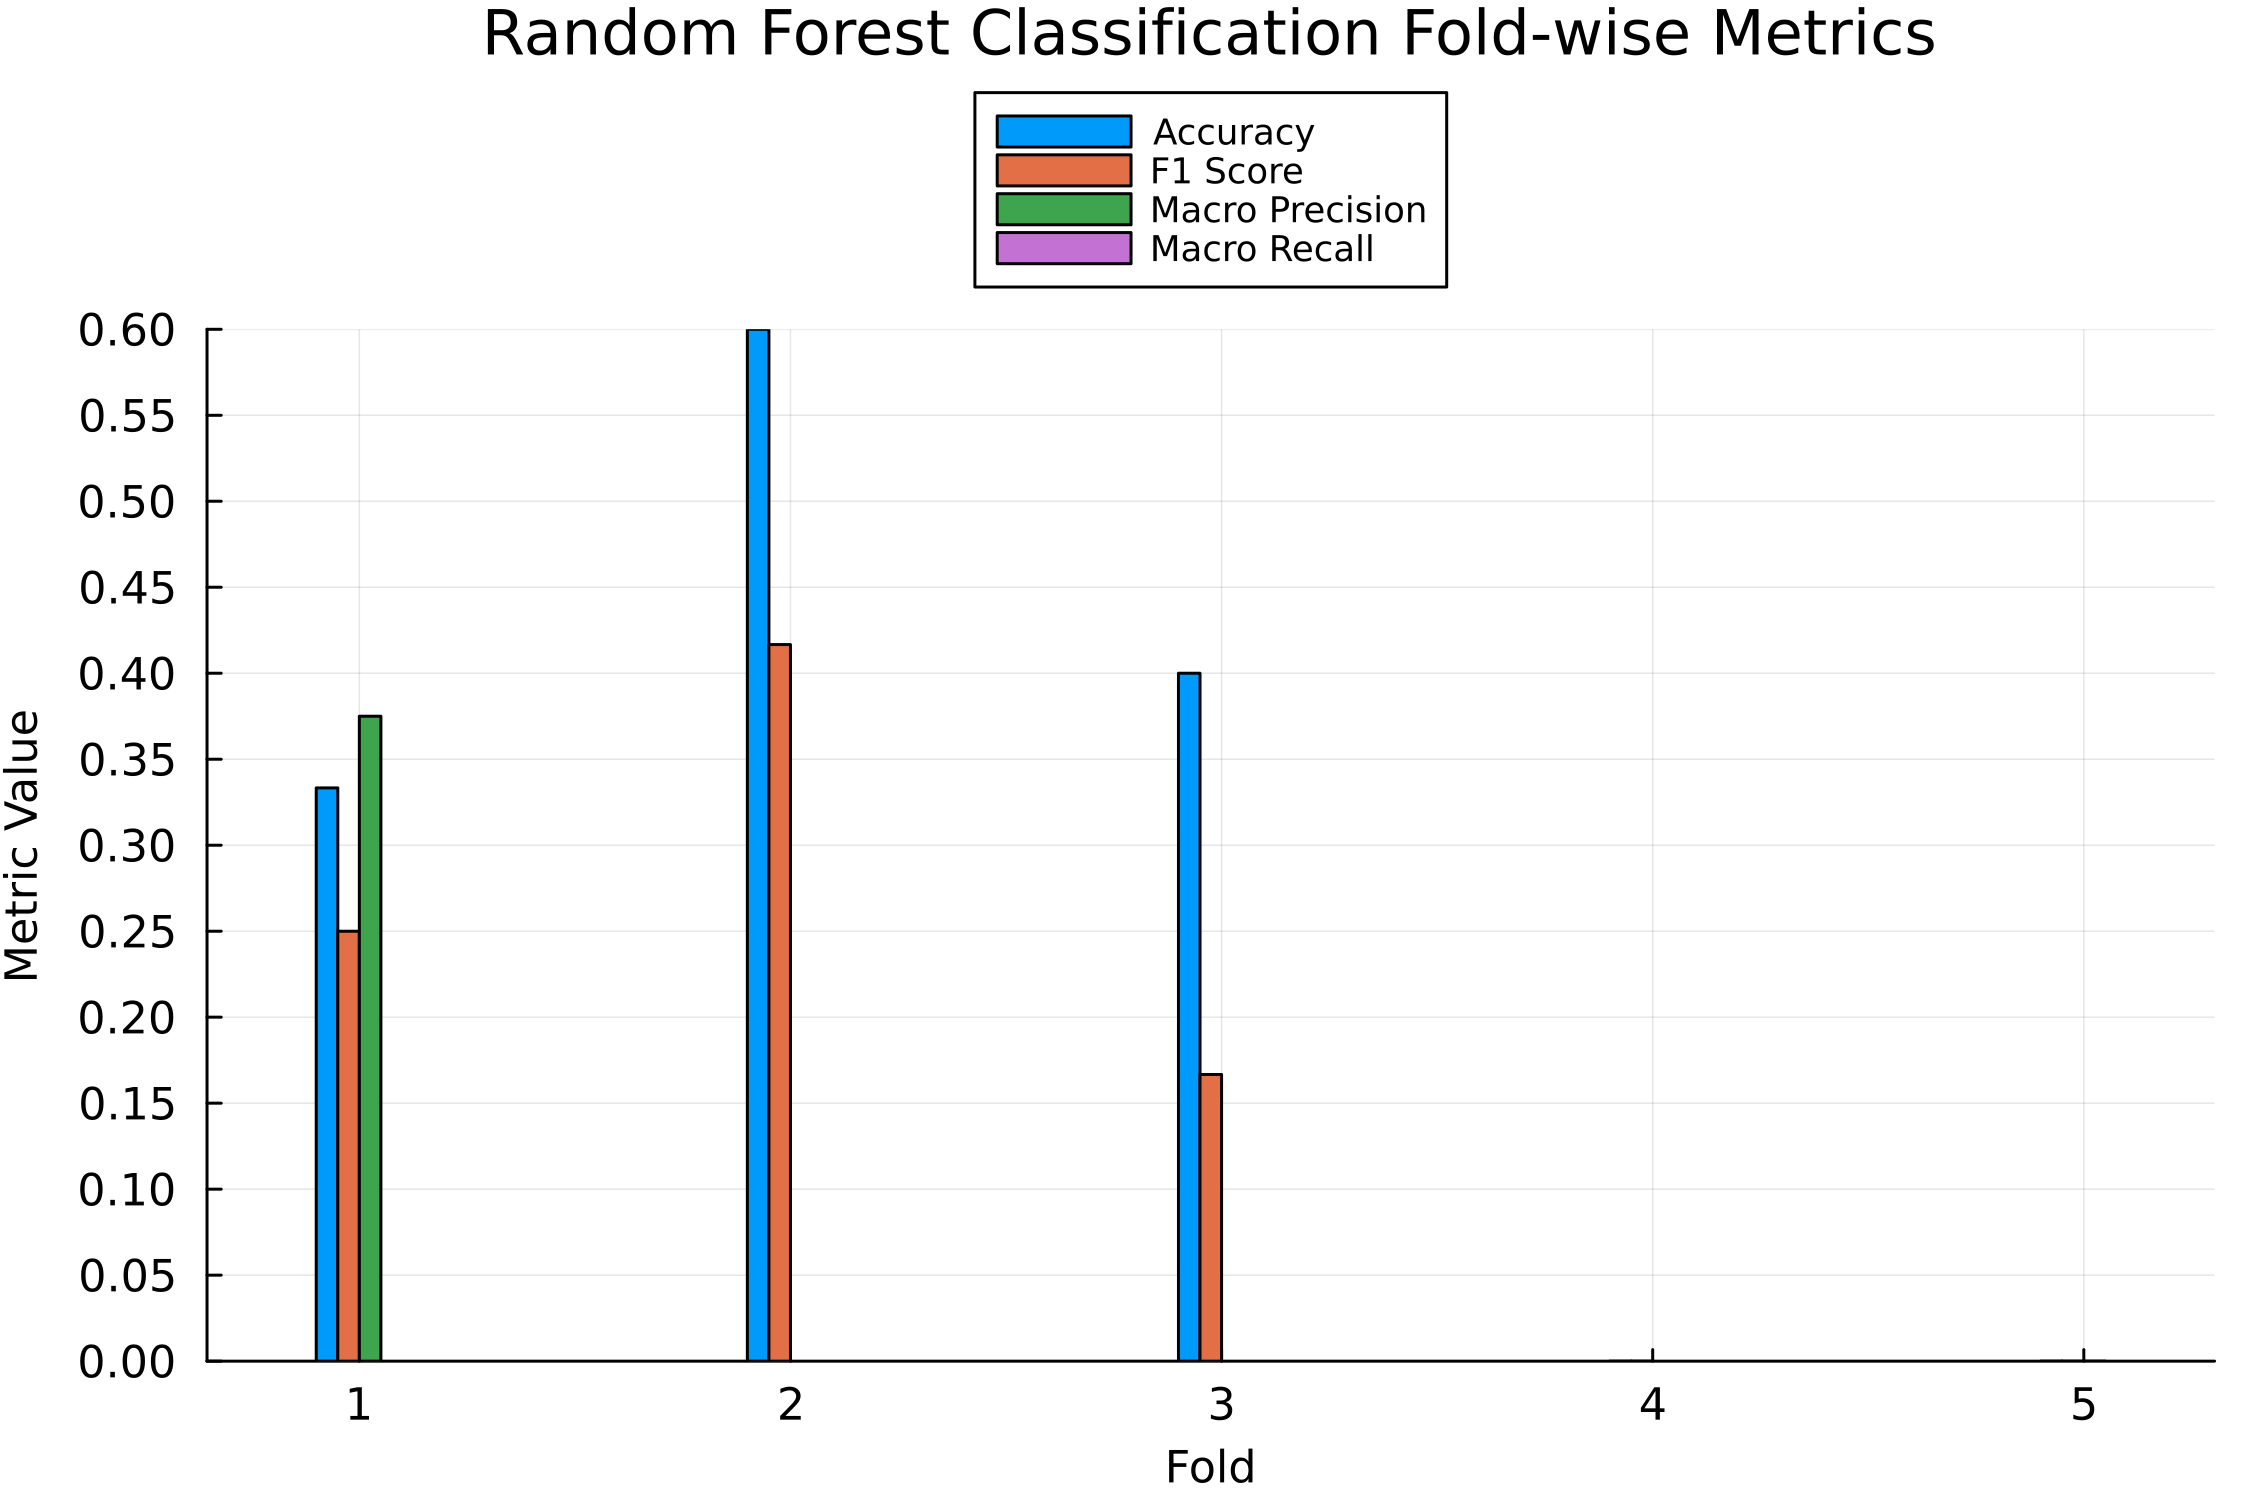 Random Forest Classification Fold-wise Metrics
Accuracy
F1 Score
Macro Precision
Macro Recall
0.60
0.55
0.50
0.45
0.40
0.35
0.30
0.25
0.20
0.15
0.10
0.05
0.00
Metric Value
1 2 3 4 5
Fold